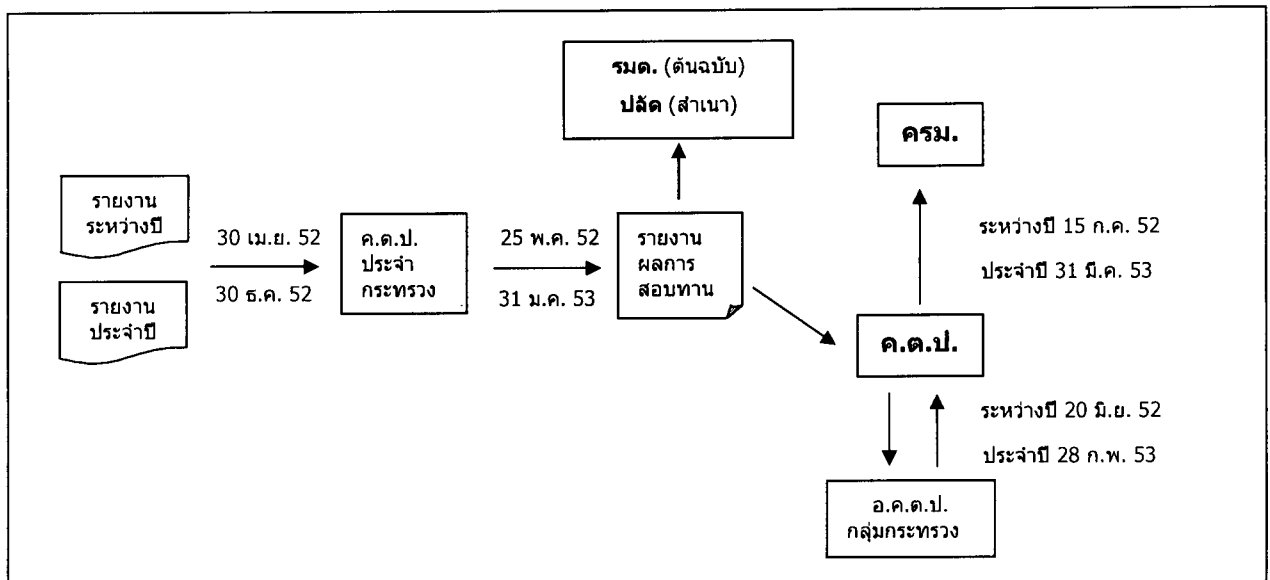 รมต. (ต้นฉบับ)
ปลัด (สำเนา)
ครม.
รายงาน
ระหว่างปี
30 เม.ย. 52
30 ธ.ค. 52
รายงาน
ประจำปี
ค.ต.ป.
ประจำ
กระทรวง
25 พ.ค. 52
31 ม.ค. 53
รายงาน
ผลการ
สอบทาน
ระหว่างปี 15 ก.ค. 52
ประจำปี 31 มี.ค. 53
ค.ต.ป.
ระหว่างปี 20 มิ.ย. 52
ประจำปี 28 ก.พ. 53
อ.ค.ต.ป.
กลุ่มกระทรวง